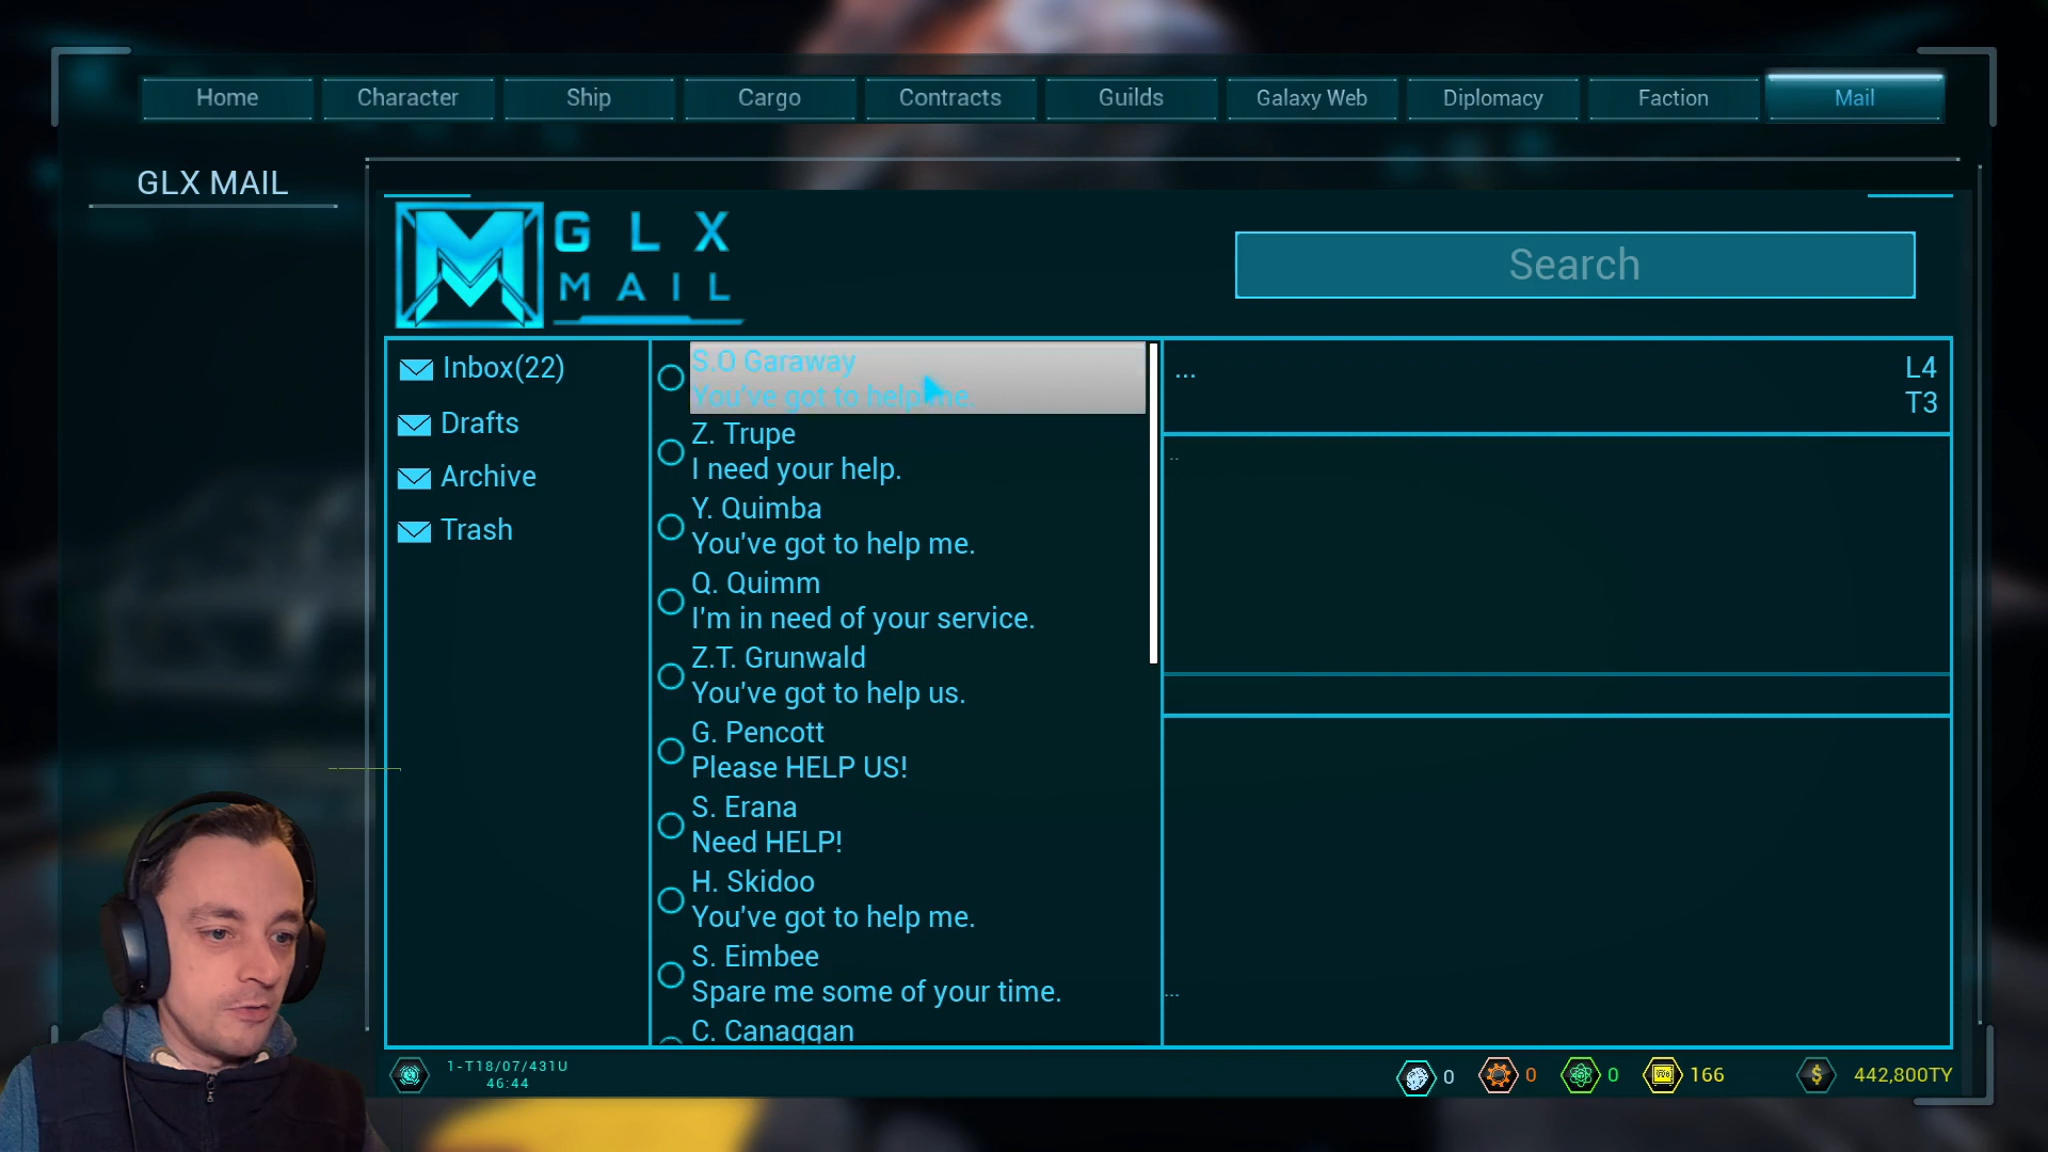 Home
Character
Ship
Cargo
Contracts
Guilds
Galaxy Web
Diplomacy
Faction
Mail
GLX MAIL
GLX
MAIL
Search
Inbox(22)
Drafts
Archive
Trash
S.O Garaway
You've got to help me.
Z. Trupe
I need your help.
Y. Quimba
You've got to help me.
Q. Quimm
I'm in need of your service.
Z.T. Grunwald
You've got to help us.
G. Pencott
Please HELP US!
S. Erana
Need HELP!
H. Skidoo
You've got to help me.
S. Eimbee
Spare me some of your time.
C. Canaggan
...
L4
T3
..
...
1-T18/07/431U
46:44
0
0
0
166
442,800TY